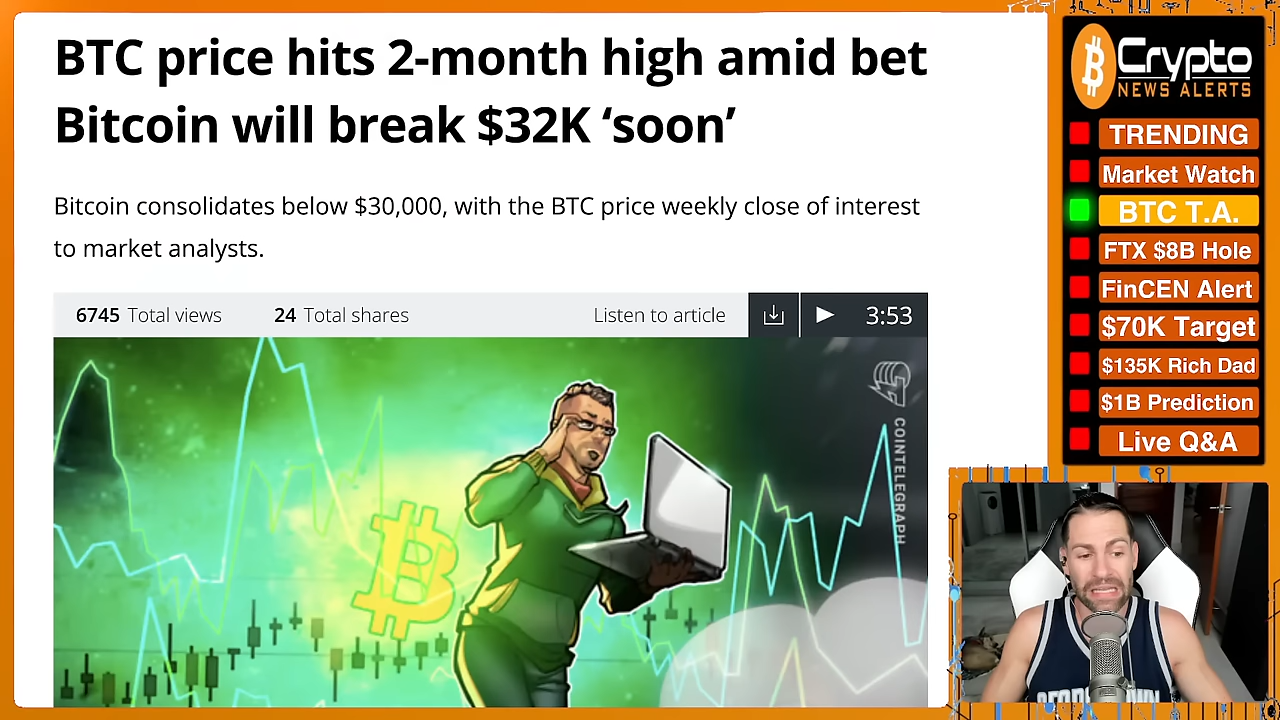 BTC price hits 2-month high amid bet
Bitcoin will break $32K ‘soon’
Bitcoin consolidates below $30,000, with the BTC price weekly close of interest
to market analysts.
6745 Total views
24 Total shares
Listen to article
3:53
COINTELEGRAPH
Crypto
NEWS ALERTS
TRENDING
Market Watch
BTC T.A.
FTX $8B Hole
FinCEN Alert
$70K Target
$135K Rich Dad
$1B Prediction
Live Q&A